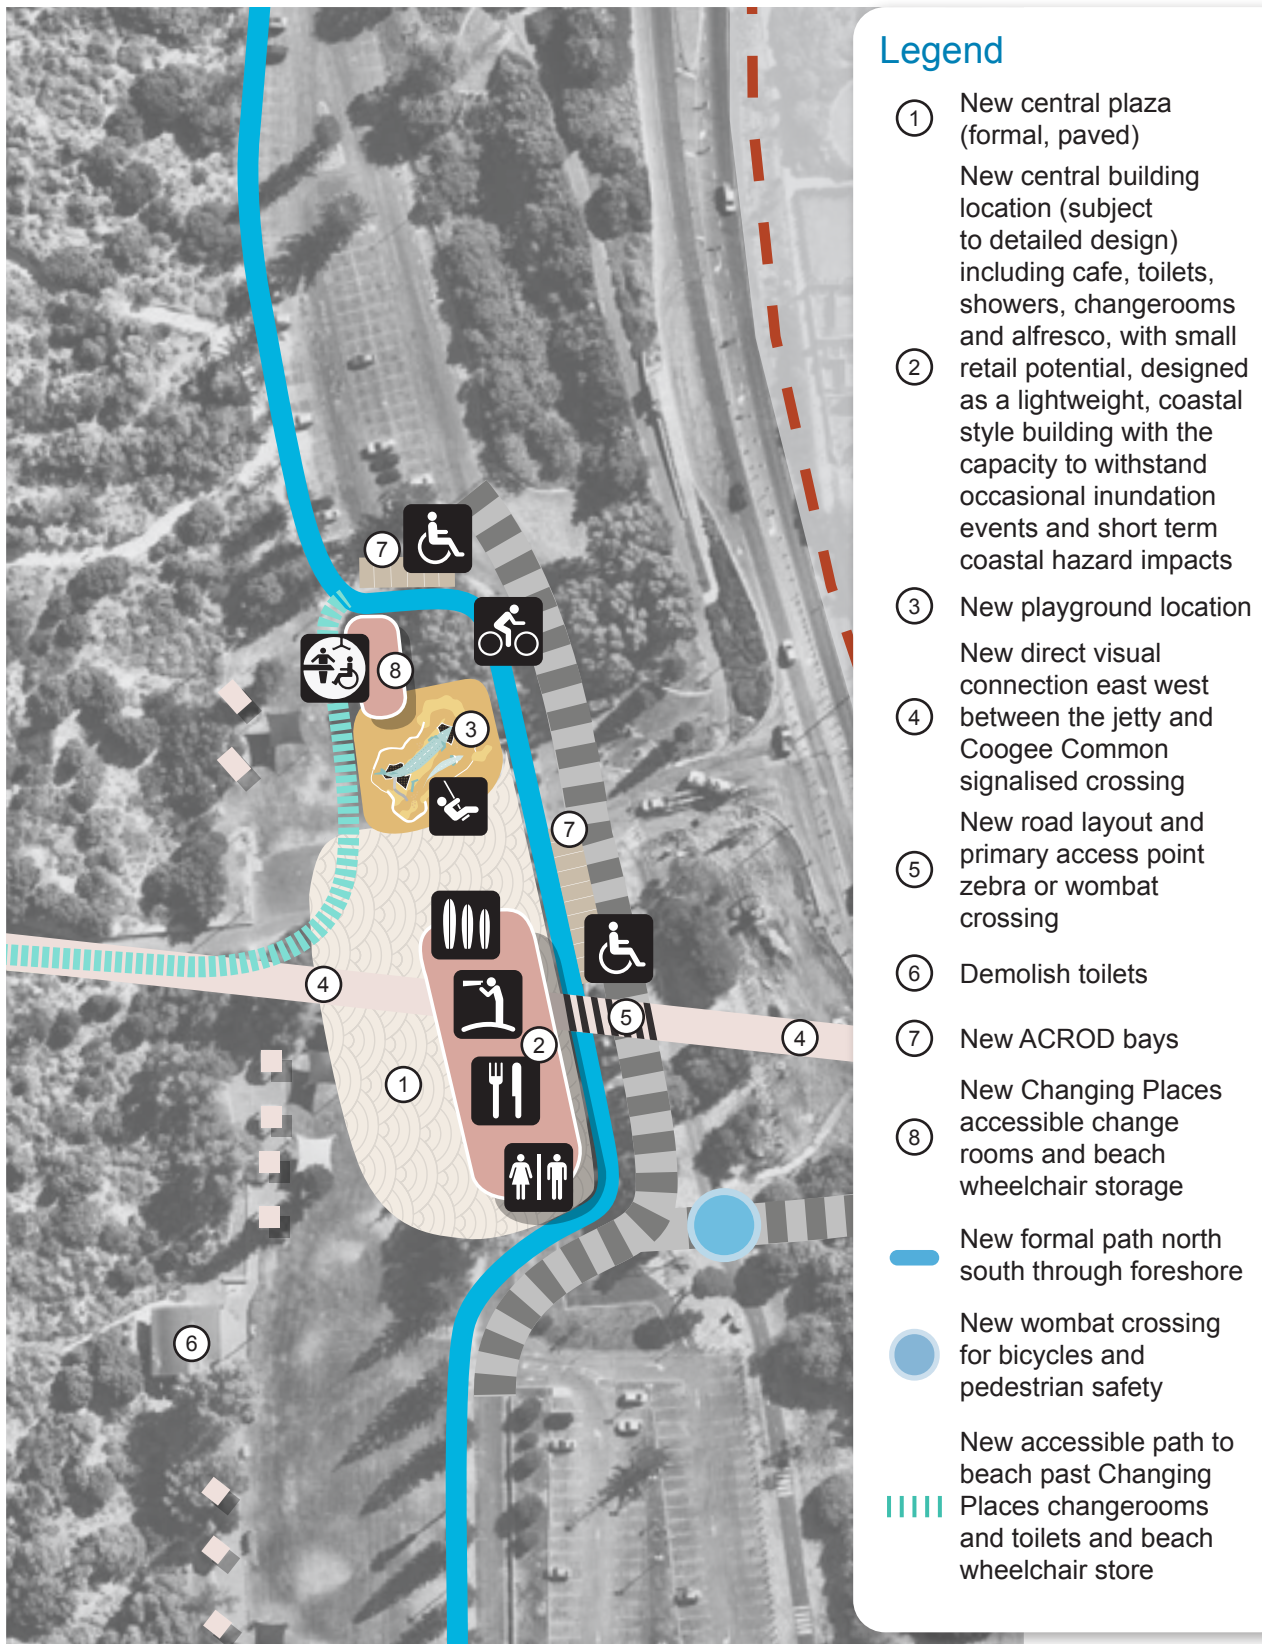 Legend
1
New central plaza
(formal, paved)
2
New central building
location (subject
to detailed design)
including cafe, toilets,
showers, changerooms
and alfresco, with small
retail potential, designed
as a lightweight, coastal
style building with the
capacity to withstand
occasional inundation
events and short term
coastal hazard impacts
3
New playground location
4
New direct visual
connection east west
between the jetty and
Coogee Common
signalised crossing
5
New road layout and
primary access point
zebra or wombat
crossing
6
Demolish toilets
7
New ACROD bays
8
New Changing Places
accessible change
rooms and beach
wheelchair storage
New formal path north
south through foreshore
New wombat crossing
for bicycles and
pedestrian safety
New accessible path to
beach past Changing
Places changerooms
and toilets and beach
wheelchair store
7
8
3
7
4
5
4
2
1
6